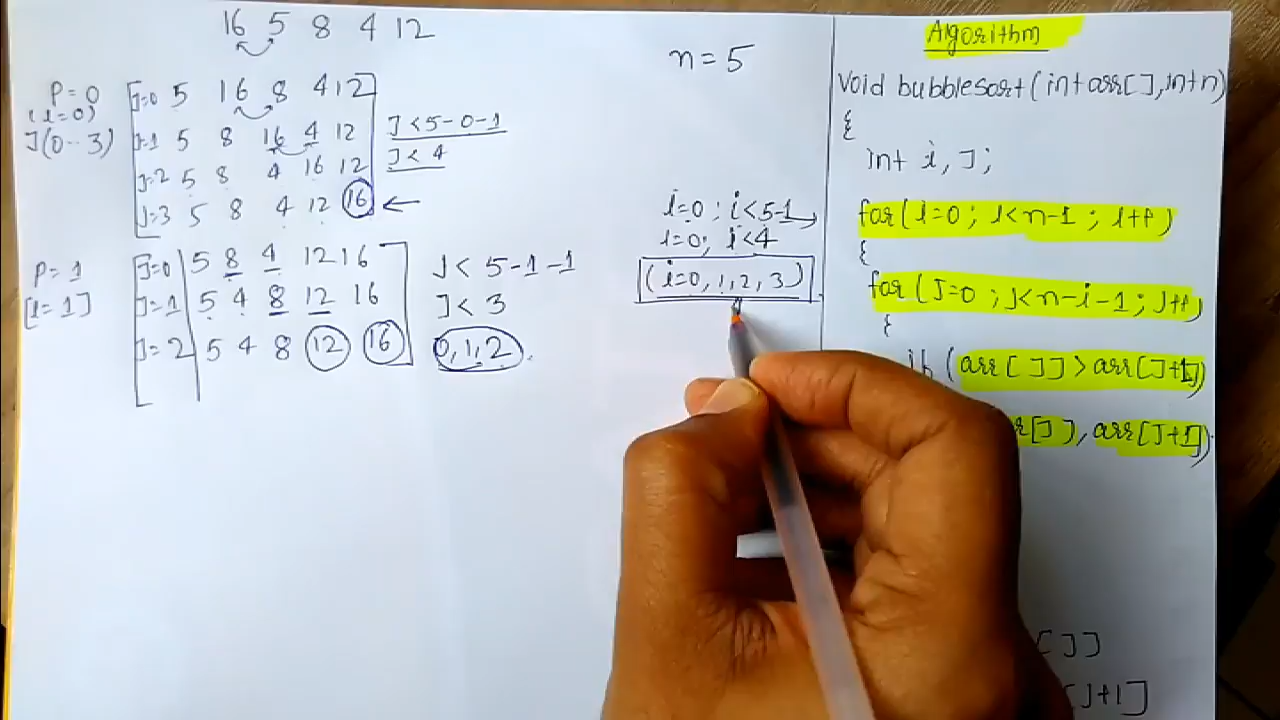 16 5 8 4 12
P=0
(i=0)
J(0--3)
J=0 5 16 8 4 12
J=1 5 8 16 4 12
J=2 5 8 4 16 12
J=3 5 8 4 12 16 ←
J<5-0-1
J<4
P=1
[i=1]
J=0 5 8 4 12 16
J=1 5 4 8 12 16
J=2 5 4 8 12 16
J<5-1-1
J<3
0,1,2
n=5
i=0; i<5-1
i=0; i<4
(i=0,1,2,3)
Algorithm
Void bubblesort(int arr[],int n)
{
int i, J;
for(i=0; i<n-1; i++)
{
for(J=0; J<n-i-1; J++)
{
if (arr[J]>arr[J+1])
[J], arr[J+1])
[J]
[J+1]